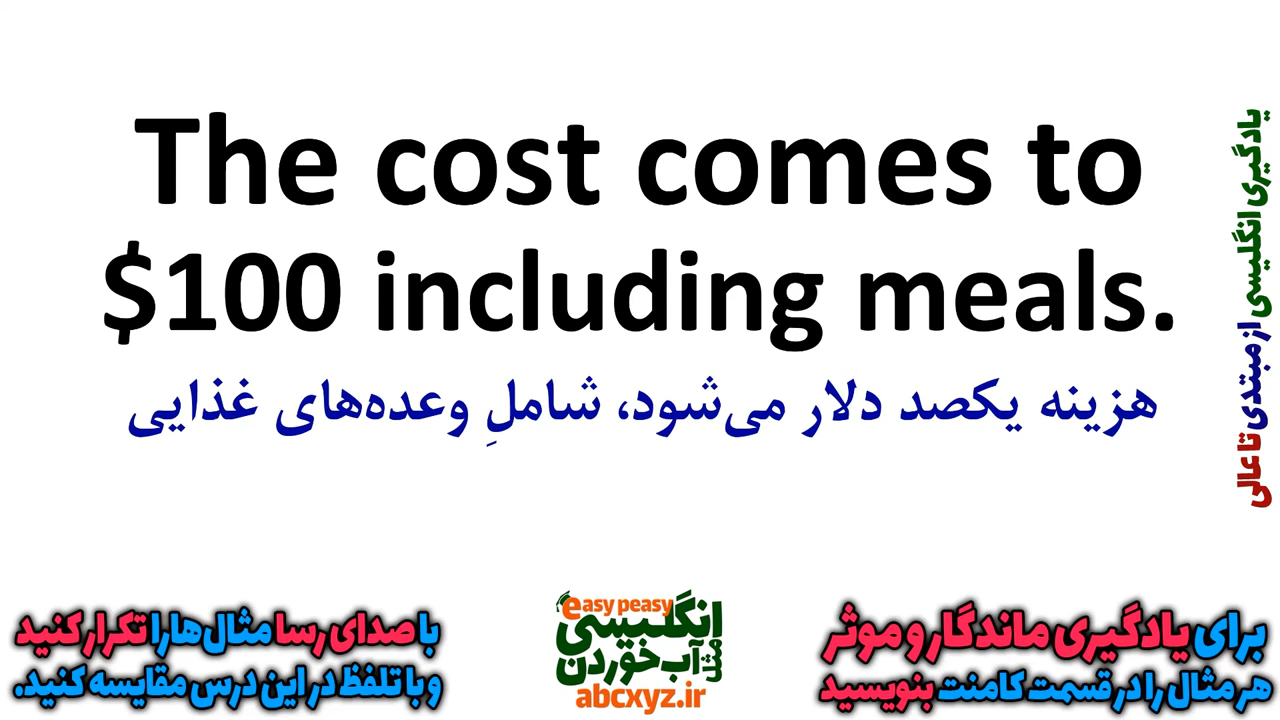 The cost comes to
$100 including meals.
هزینه یکصد دلار می‌شود، شاملِ وعده‌های غذایی
یادگیری انگلیسی از مبتدی تا عالی
با صدای رسا مثال‌ها را تکرار کنید
و با تلفظ در این درس مقایسه کنید.
easy peasy
انگلیسی
مثل آب خوردن
abcxyz.ir
برای یادگیری ماندگار و موثر
هر مثال را در قسمت کامنت بنویسید